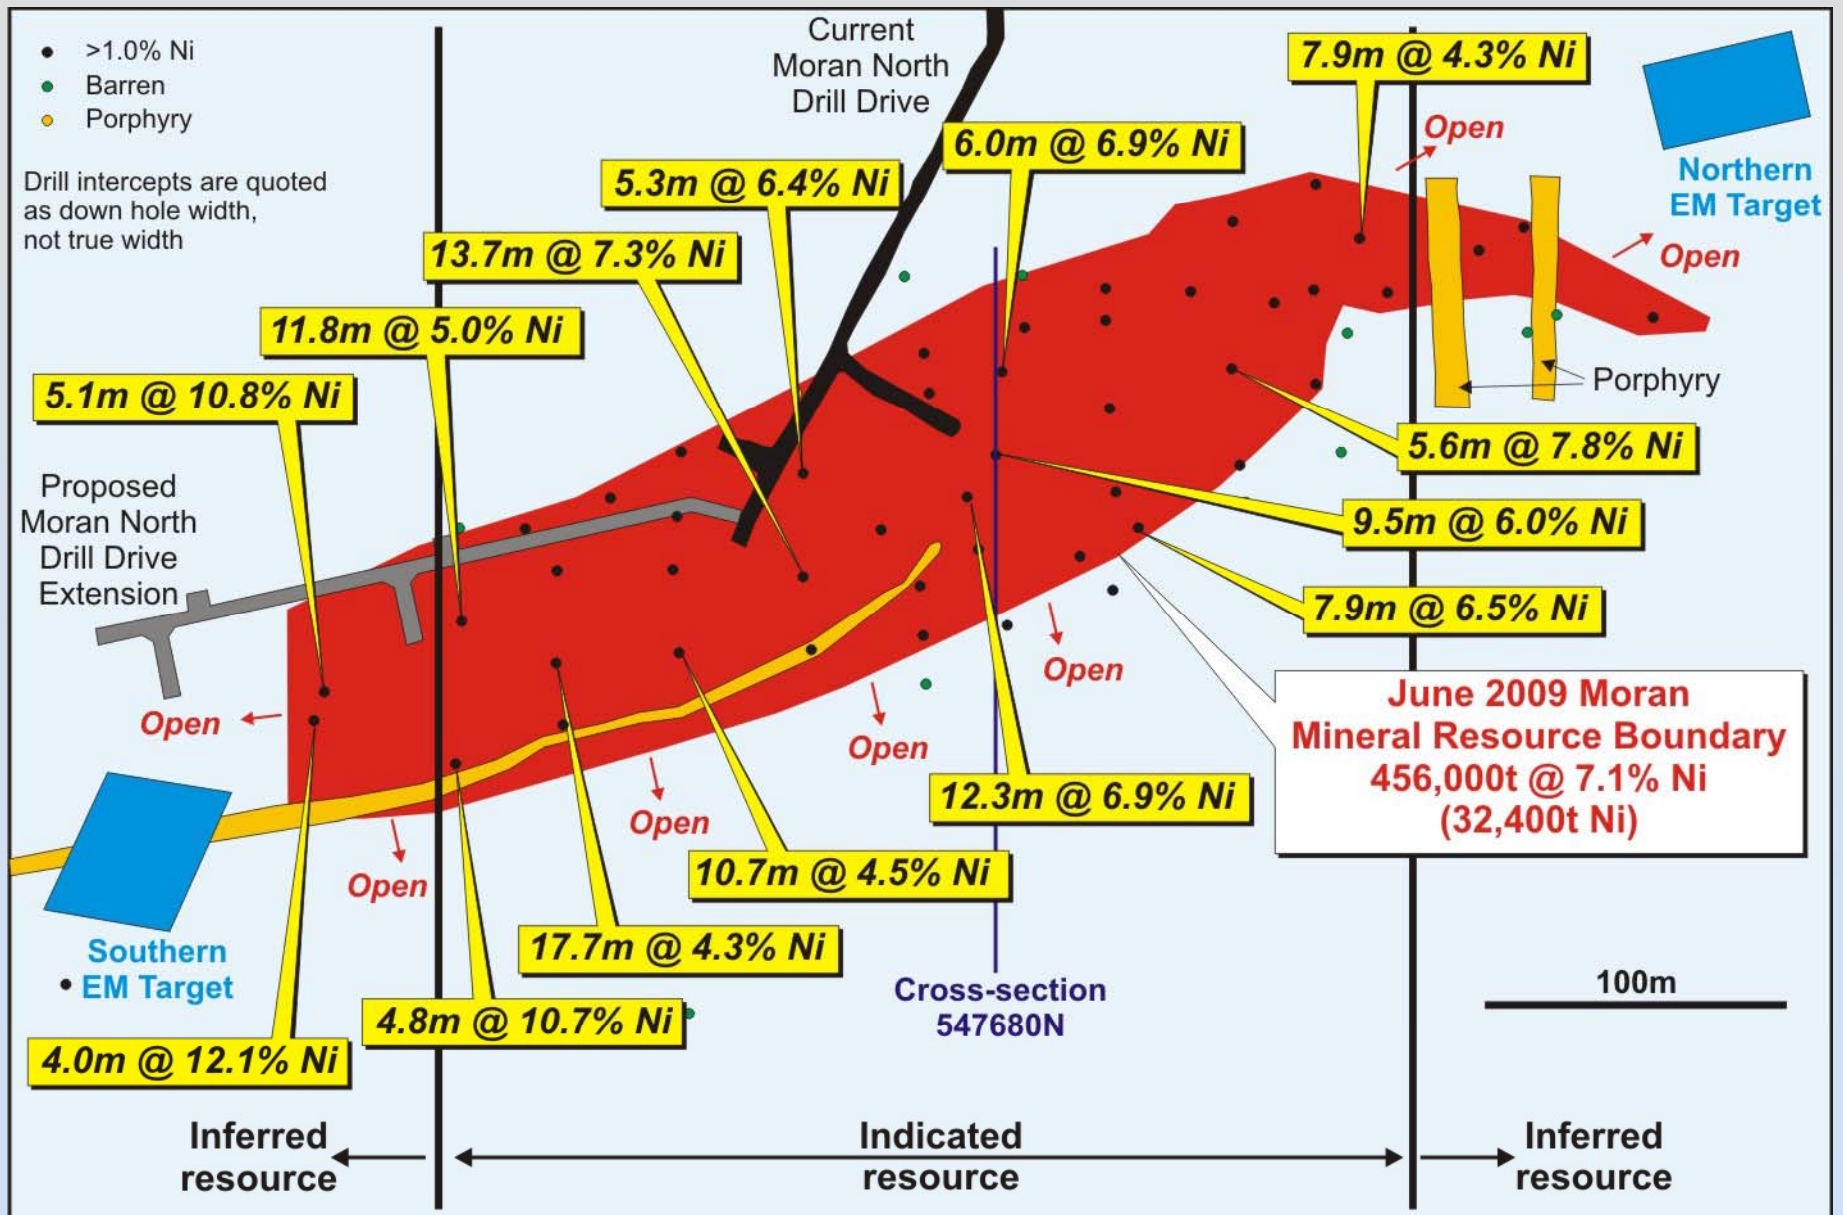 >1.0% Ni
Barren
Porphyry
Drill intercepts are quoted
as down hole width,
not true width
Current
Moran North
Drill Drive
7.9m @ 4.3% Ni
Open
Northern
EM Target
Open
6.0m @ 6.9% Ni
5.3m @ 6.4% Ni
13.7m @ 7.3% Ni
11.8m @ 5.0% Ni
5.1m @ 10.8% Ni
Porphyry
5.6m @ 7.8% Ni
Proposed
Moran North
Drill Drive
Extension
9.5m @ 6.0% Ni
7.9m @ 6.5% Ni
Open
Open
Open
Open
Open
June 2009 Moran
Mineral Resource Boundary
456,000t @ 7.1% Ni
(32,400t Ni)
12.3m @ 6.9% Ni
10.7m @ 4.5% Ni
17.7m @ 4.3% Ni
Southern
EM Target
4.8m @ 10.7% Ni
4.0m @ 12.1% Ni
Cross-section
547680N
100m
Inferred
resource
Indicated
resource
Inferred
resource